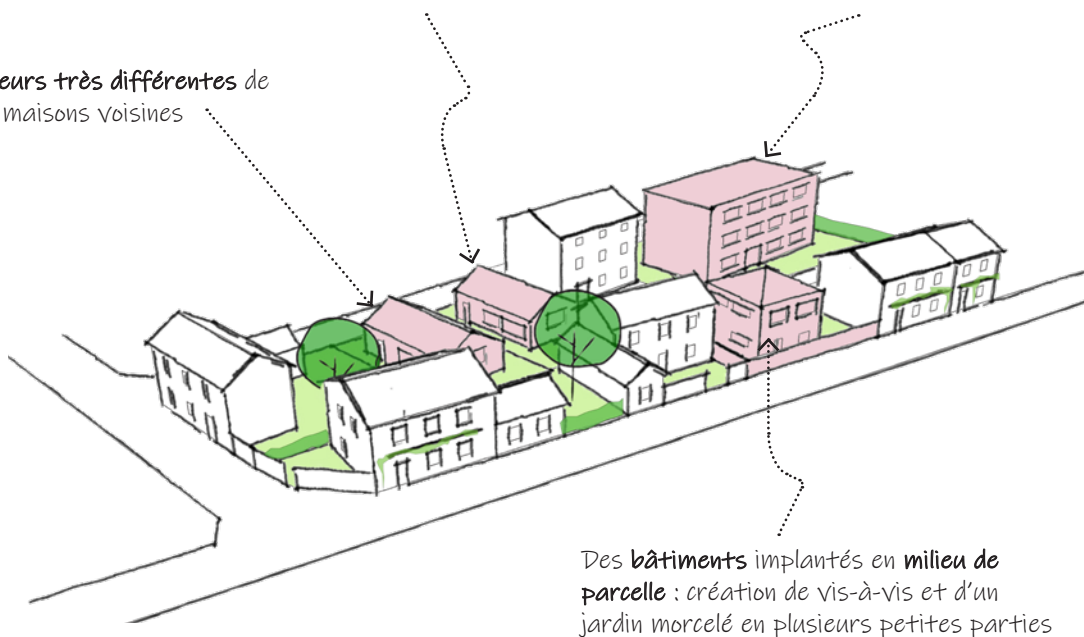 eurs très différentes de
maisons voisines
Des bâtiments implantés en milieu de
parcelle : création de vis-à-vis et d'un
jardin morcelé en plusieurs petites parties